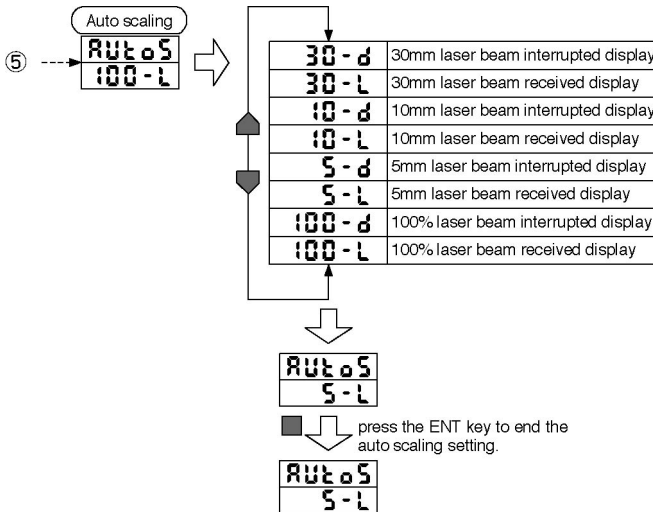 Auto scaling
⑤
AUtoS
100-L
30-d 30mm laser beam interrupted display
30-L 30mm laser beam received display
10-d 10mm laser beam interrupted display
10-L 10mm laser beam received display
5-d 5mm laser beam interrupted display
5-L 5mm laser beam received display
100-d 100% laser beam interrupted display
100-L 100% laser beam received display
AUtoS
5-L
press the ENT key to end the
auto scaling setting.
AUtoS
5-L